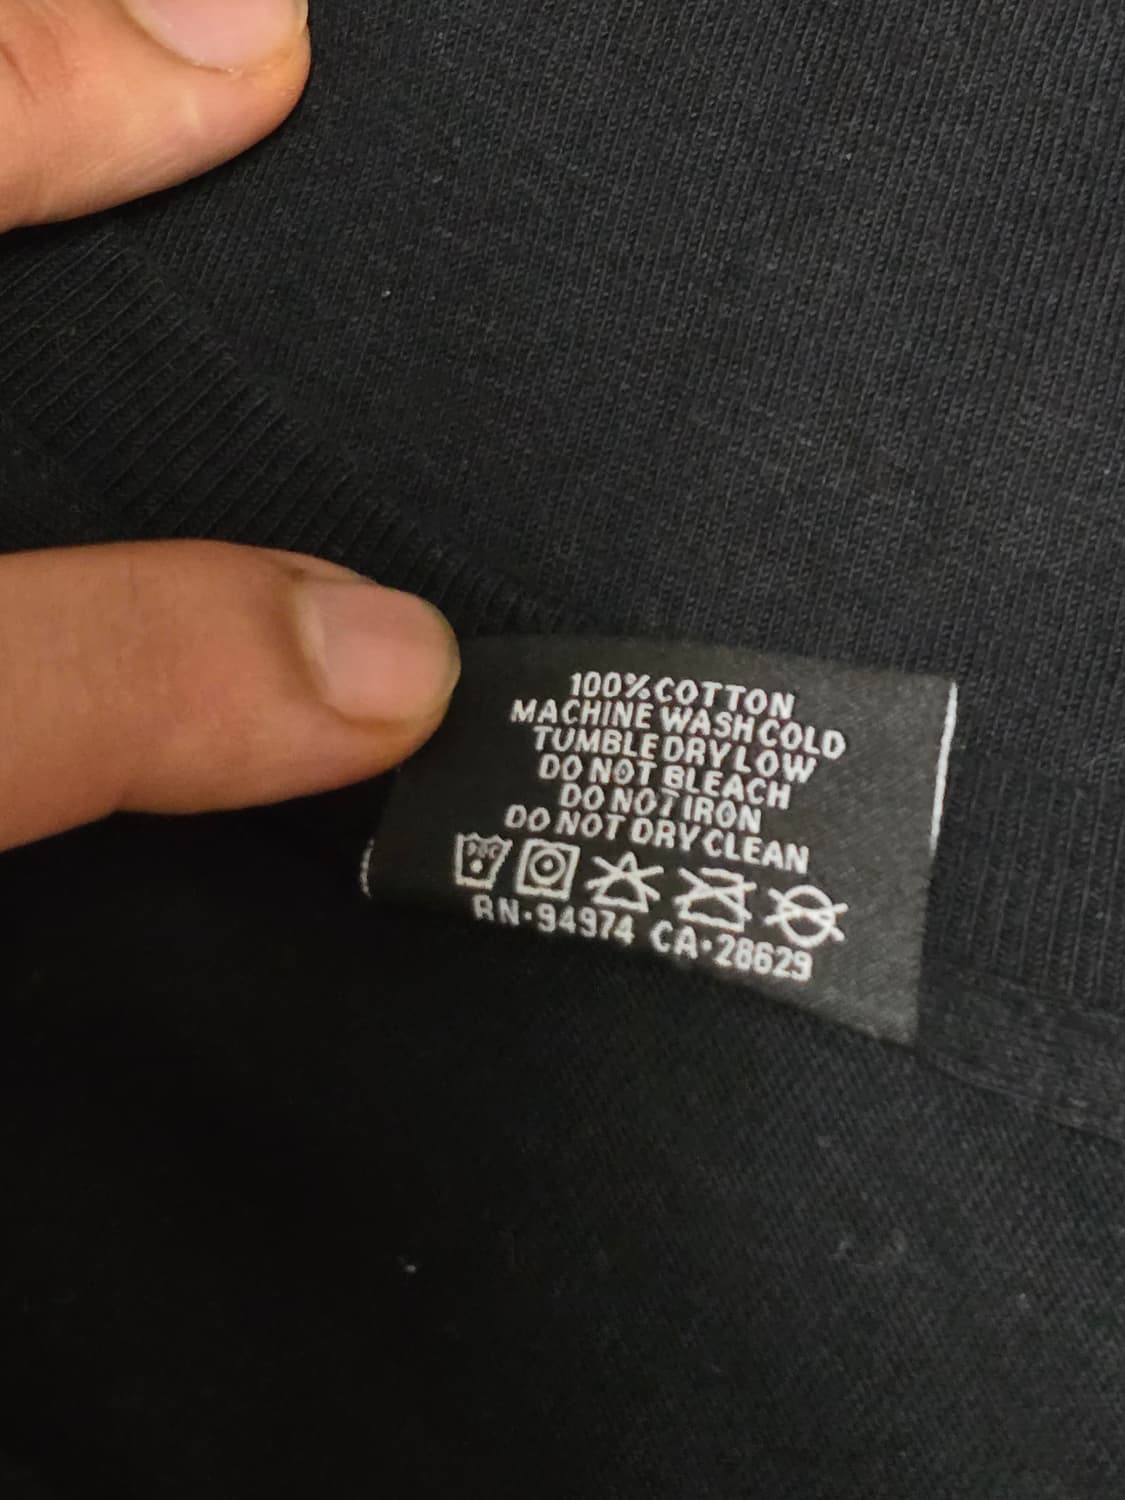 100% COTTON
MACHINE WASH COLD
TUMBLE DRY LOW
DO NOT BLEACH
DO NOT IRON
DO NOT DRY CLEAN
RN·94974 CA·28629